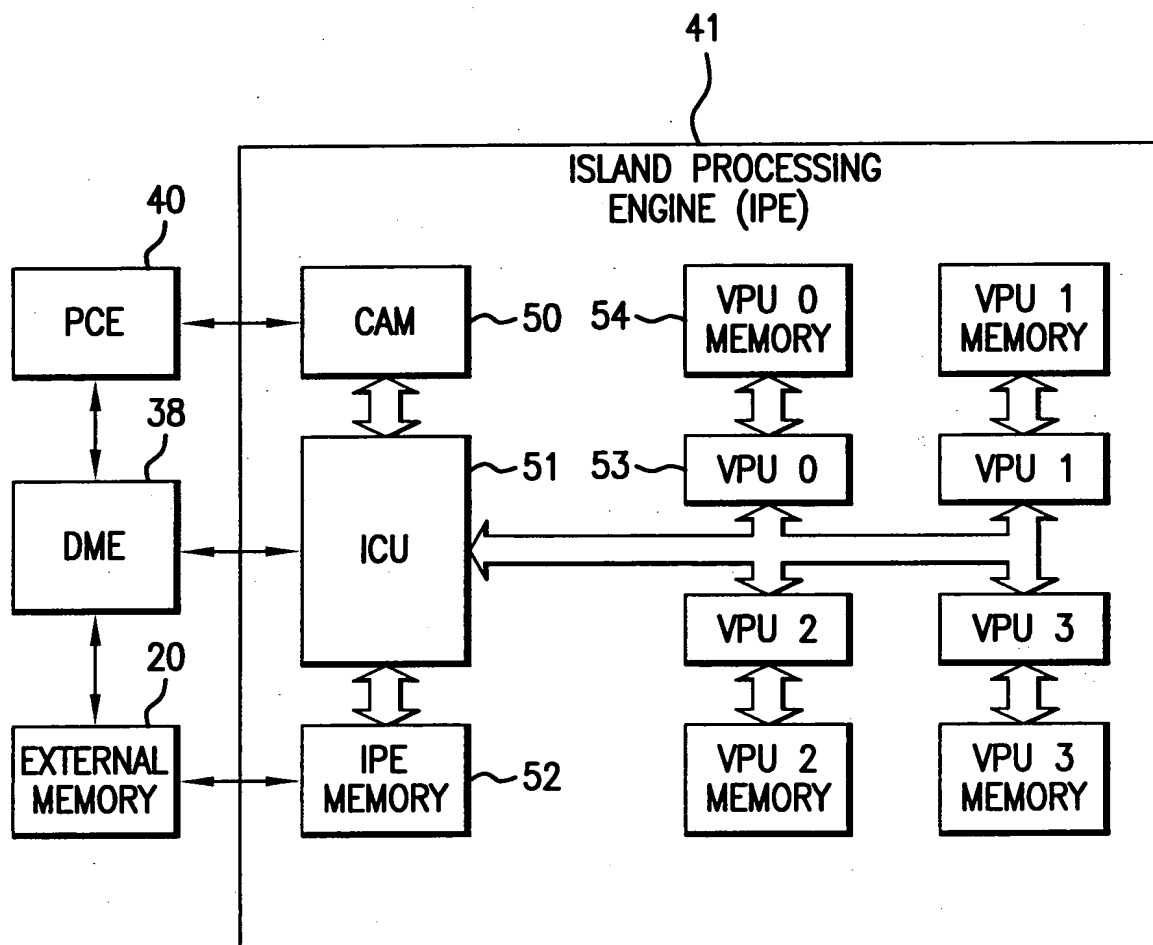 41
ISLAND PROCESSING
ENGINE (IPE)
40
PCE
CAM
50
54
VPU 0
MEMORY
VPU 1
MEMORY
38
DME
ICU
51
53
VPU 0
VPU 1
VPU 2
VPU 3
20
EXTERNAL
MEMORY
IPE
MEMORY
52
VPU 2
MEMORY
VPU 3
MEMORY